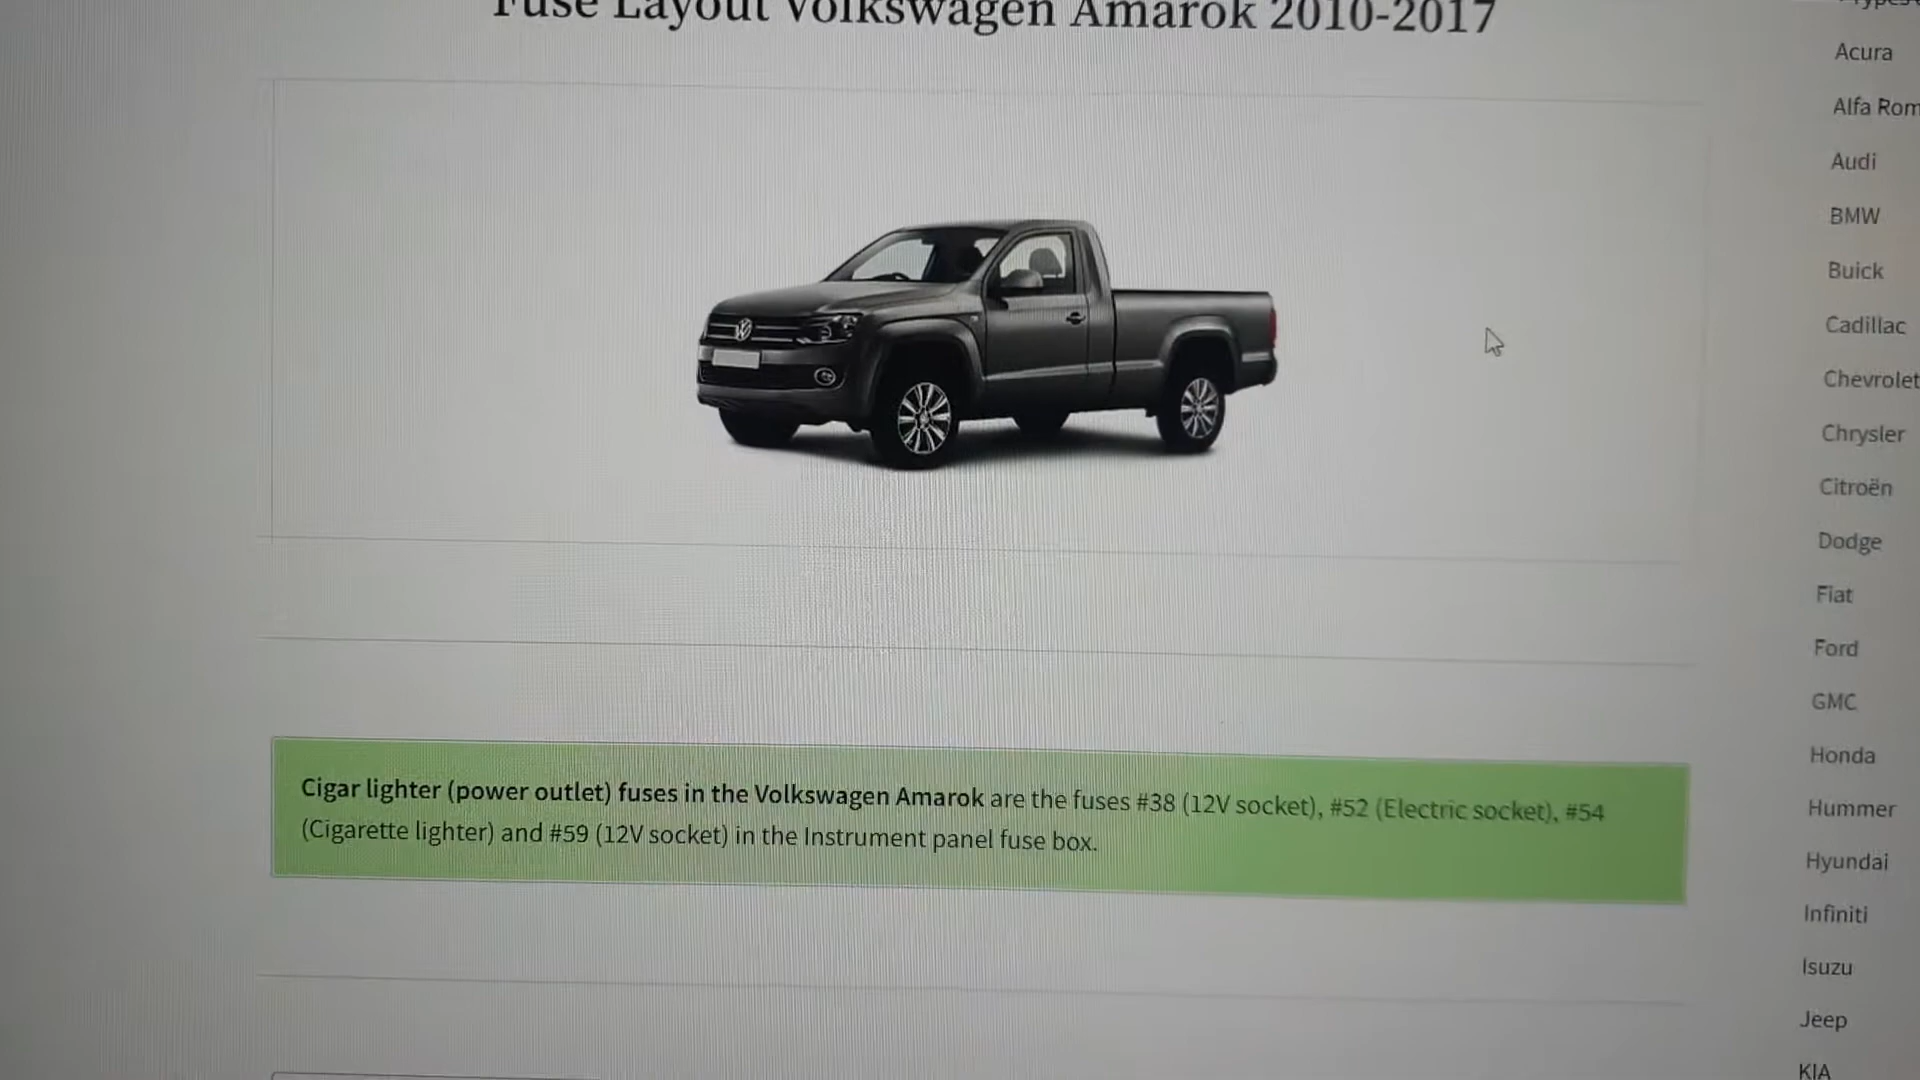 Fuse Layout Volkswagen Amarok 2010-2017
Cigar lighter (power outlet) fuses in the Volkswagen Amarok are the fuses #38 (12V socket), #52 (Electric socket), #54
(Cigarette lighter) and #59 (12V socket) in the Instrument panel fuse box.
Acura
Alfa Rom
Audi
BMW
Buick
Cadillac
Chevrolet
Chrysler
Citroën
Dodge
Fiat
Ford
GMC
Honda
Hummer
Hyundai
Infiniti
Isuzu
Jeep
KIA